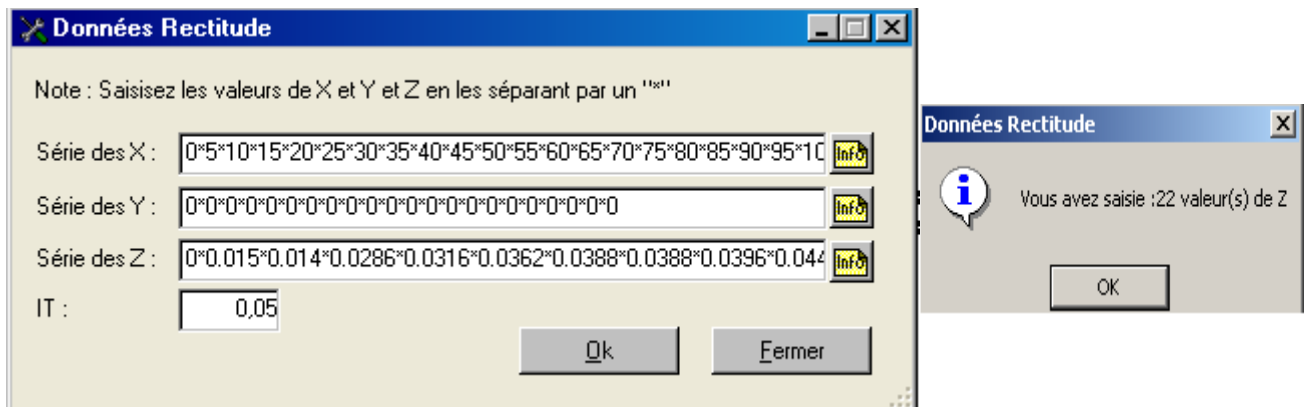 Données Rectitude
Note : Saisisez les valeurs de X et Y et Z en les séparant par un "*"
Série des X : 0*5*10*15*20*25*30*35*40*45*50*55*60*65*70*75*80*85*90*95*10 Info
Série des Y : 0*0*0*0*0*0*0*0*0*0*0*0*0*0*0*0*0*0*0*0*0*0 Info
Série des Z : 0*0.015*0.014*0.0286*0.0316*0.0362*0.0388*0.0388*0.0396*0.044 Info
IT : 0,05
Ok Fermer
Données Rectitude
Vous avez saisie :22 valeur(s) de Z
OK